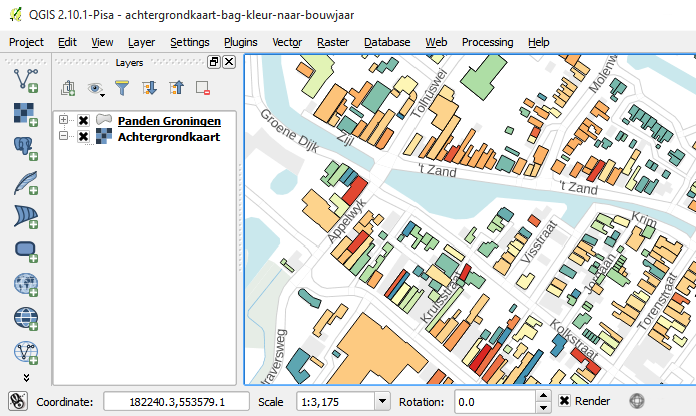 QGIS 2.10.1-Pisa - achtergrondkaart-bag-kleur-naar-bouwjaar
Project Edit View Layer Settings Plugins Vector Raster Database Web Processing Help
Layers
Panden Groningen
Achtergrondkaart
Groene Dijk
Zijl
Tolhuswei
Molenw
't Zand
't Zand
Krim
Appelwyk
Visstraat
Kruisstraat
Torenstraat
Kolkstraat
traversweg
Coordinate: 182240.3,553579.1 Scale 1:3,175 Rotation: 0.0 Render